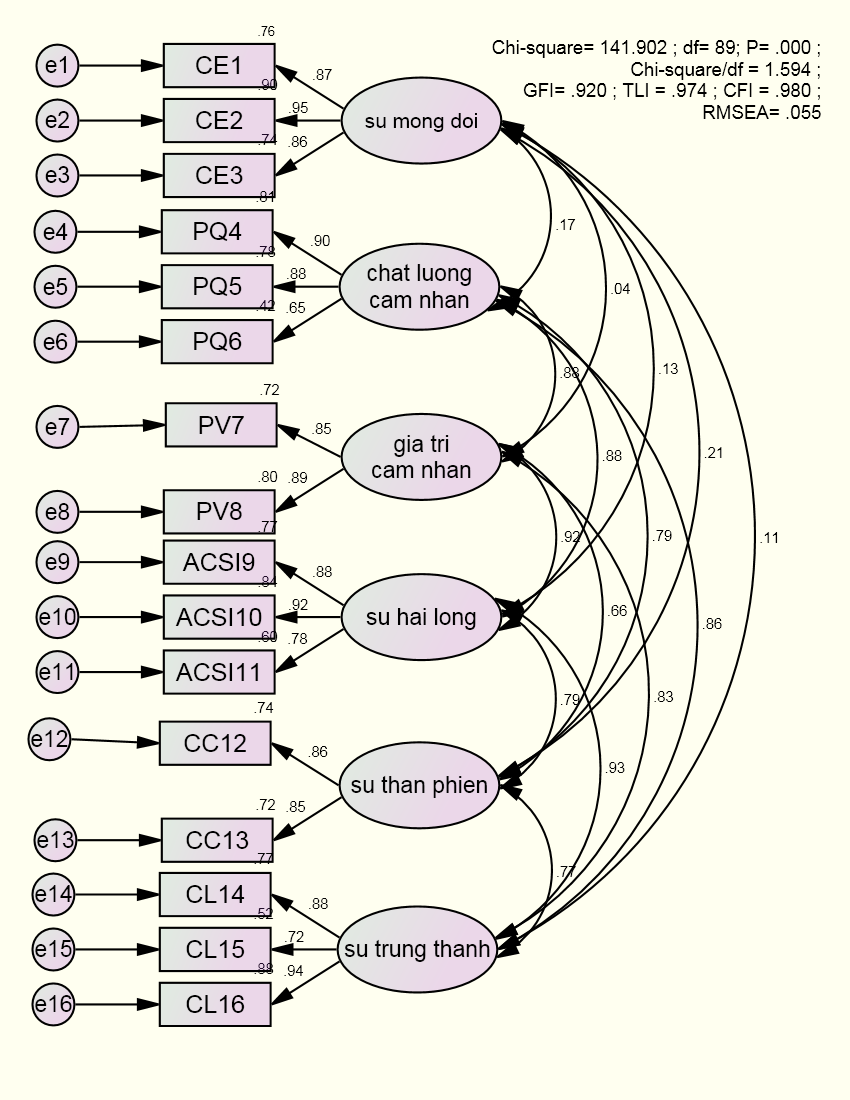 Chi-square= 141.902 ; df= 89; P= .000 ;
Chi-square/df = 1.594 ;
GFI= .920 ; TLI = .974 ; CFI = .980 ;
RMSEA= .055
.76
e1 CE1 .87
.90
e2 CE2 .95 su mong doi
.74
e3 CE3 .86
.81
e4 PQ4 .90 .17
.78
e5 PQ5 .88 chat luong
cam nhan .04
.42
e6 PQ6 .65
.88 .13
.72
e7 PV7 .85
gia tri
cam nhan .88 .21
.80
.89
e8 PV8
.77
.92 .79 .11
e9 ACSI9 .88
.84
e10 ACSI10 .92 su hai long .66 .86
.60
e11 ACSI11 .78
.79 .83
.74
e12 CC12 .86
.93
su than phien
.72
.85
e13 CC13
.77
.77
e14 CL14 .88
.52
e15 CL15 .72 su trung thanh
.88
e16 CL16 .94